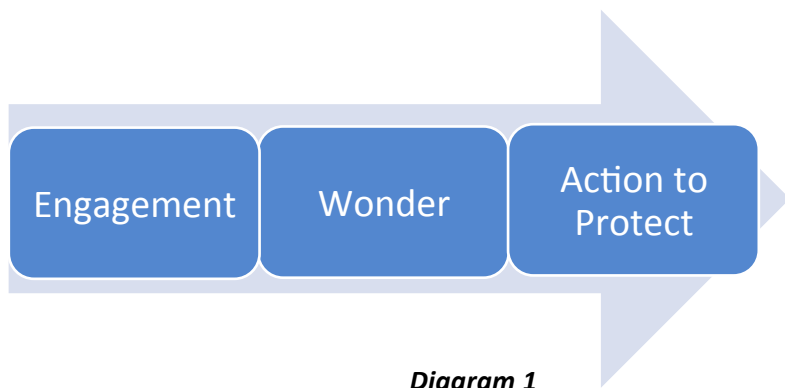 Engagement
Wonder
Action to
Protect
Diagram 1